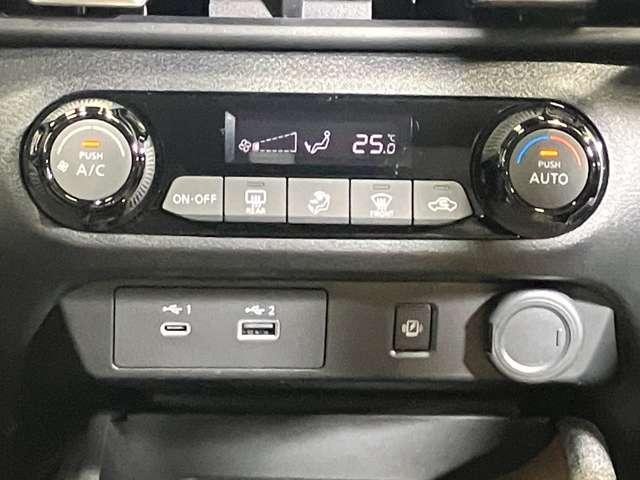 PUSH
A/C
25.0
°C
PUSH
AUTO
ON·OFF
REAR
FRONT
1
2